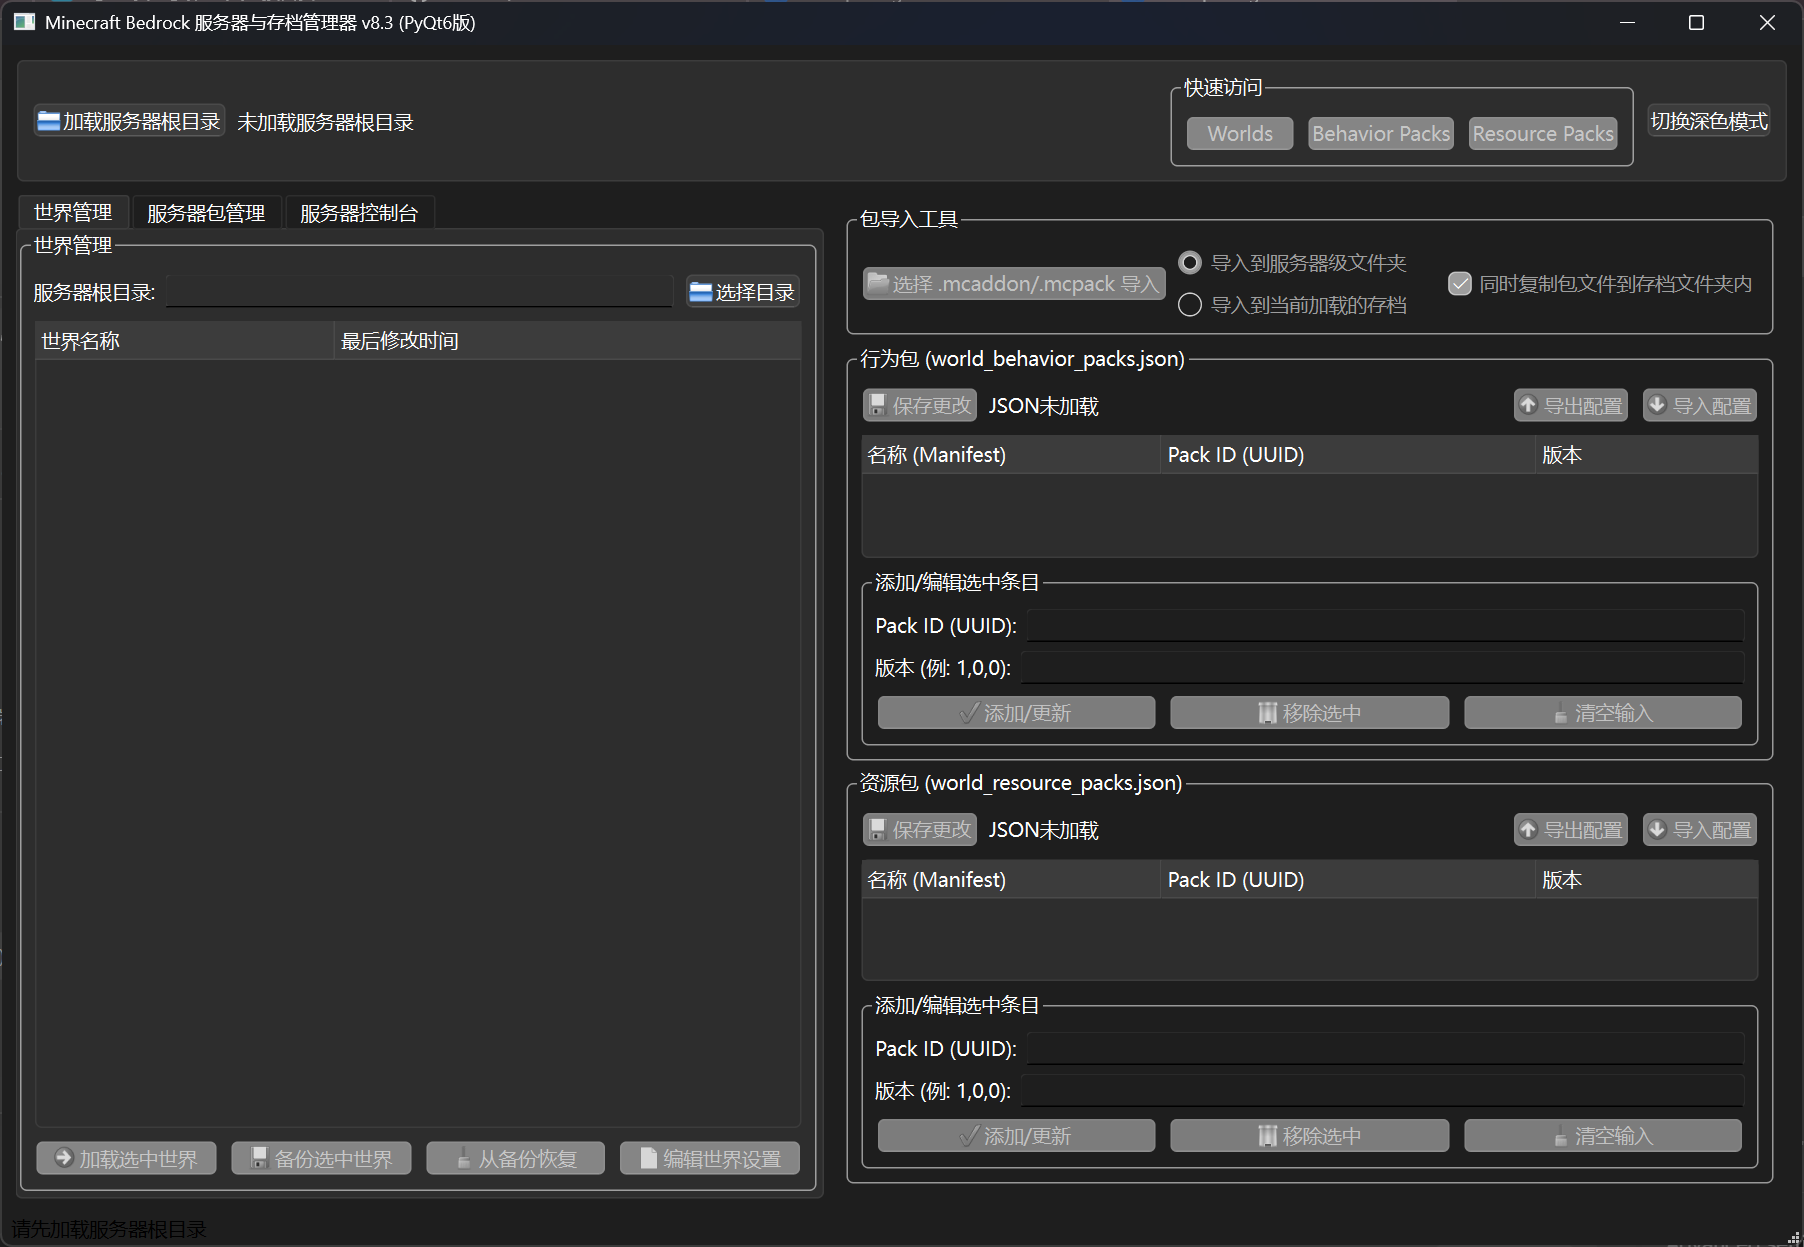 Minecraft Bedrock 服务器与存档管理器 v8.3 (PyQt6版)
加载服务器根目录 未加载服务器根目录
快速访问
Worlds Behavior Packs Resource Packs
切换深色模式
世界管理 服务器包管理 服务器控制台
世界管理
服务器根目录: 选择目录
世界名称 最后修改时间
加载选中世界 备份选中世界 从备份恢复 编辑世界设置
包导入工具
选择 .mcaddon/.mcpack 导入
导入到服务器级文件夹
导入到当前加载的存档
同时复制包文件到存档文件夹内
行为包 (world_behavior_packs.json)
保存更改 JSON未加载 导出配置 导入配置
名称 (Manifest) Pack ID (UUID) 版本
添加/编辑选中条目
Pack ID (UUID):
版本 (例: 1,0,0):
添加/更新 移除选中 清空输入
资源包 (world_resource_packs.json)
保存更改 JSON未加载 导出配置 导入配置
名称 (Manifest) Pack ID (UUID) 版本
添加/编辑选中条目
Pack ID (UUID):
版本 (例: 1,0,0):
添加/更新 移除选中 清空输入
请先加载服务器根目录